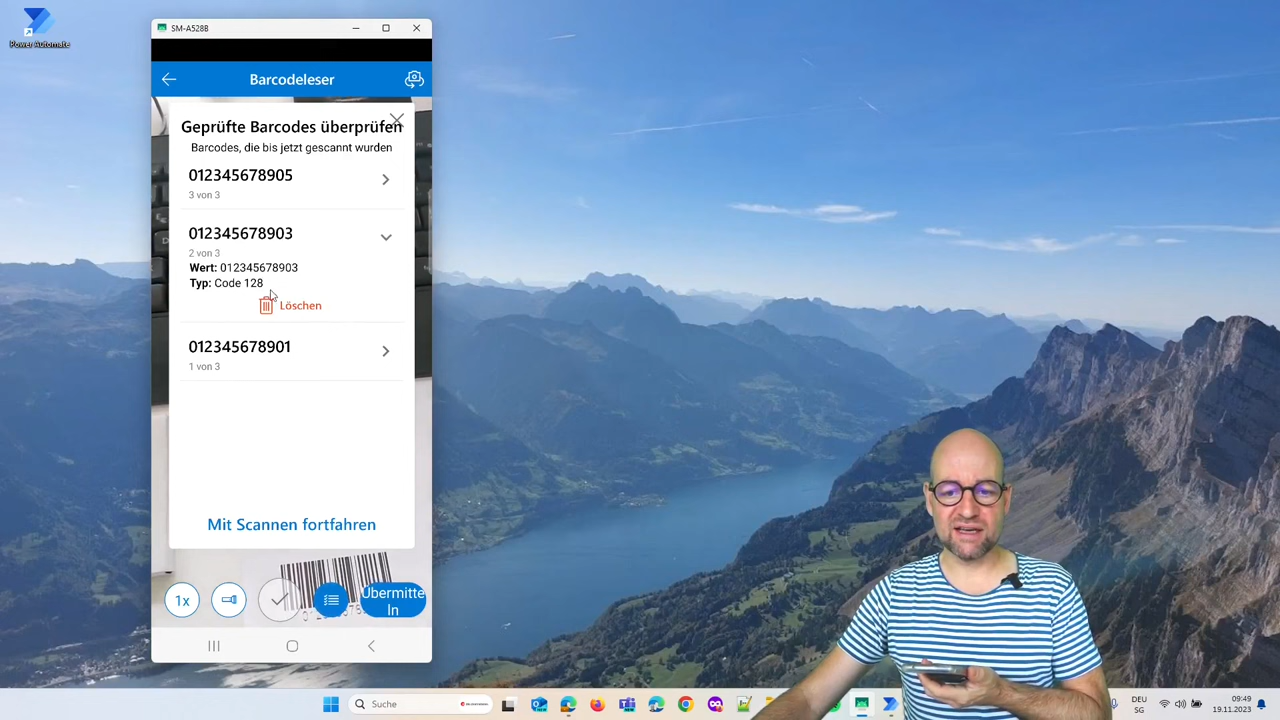 Power Automate
SM-A528B
Barcodeleser
Geprüfte Barcodes überprüfen
Barcodes, die bis jetzt gescannt wurden
012345678905
3 von 3
012345678903
2 von 3
Wert: 012345678903
Typ: Code 128
Löschen
012345678901
1 von 3
Mit Scannen fortfahren
1x
Übermitte
ln
Suche
DEU
SG
09:49
19.11.2023